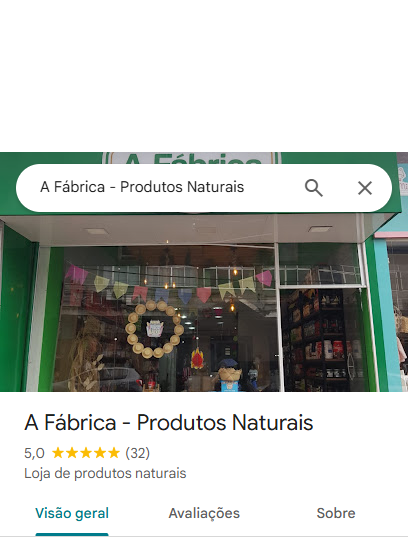 A Fábrica
A Fábrica - Produtos Naturais
A Fábrica - Produtos Naturais
5,0 (32)
Loja de produtos naturais
Visão geral Avaliações Sobre